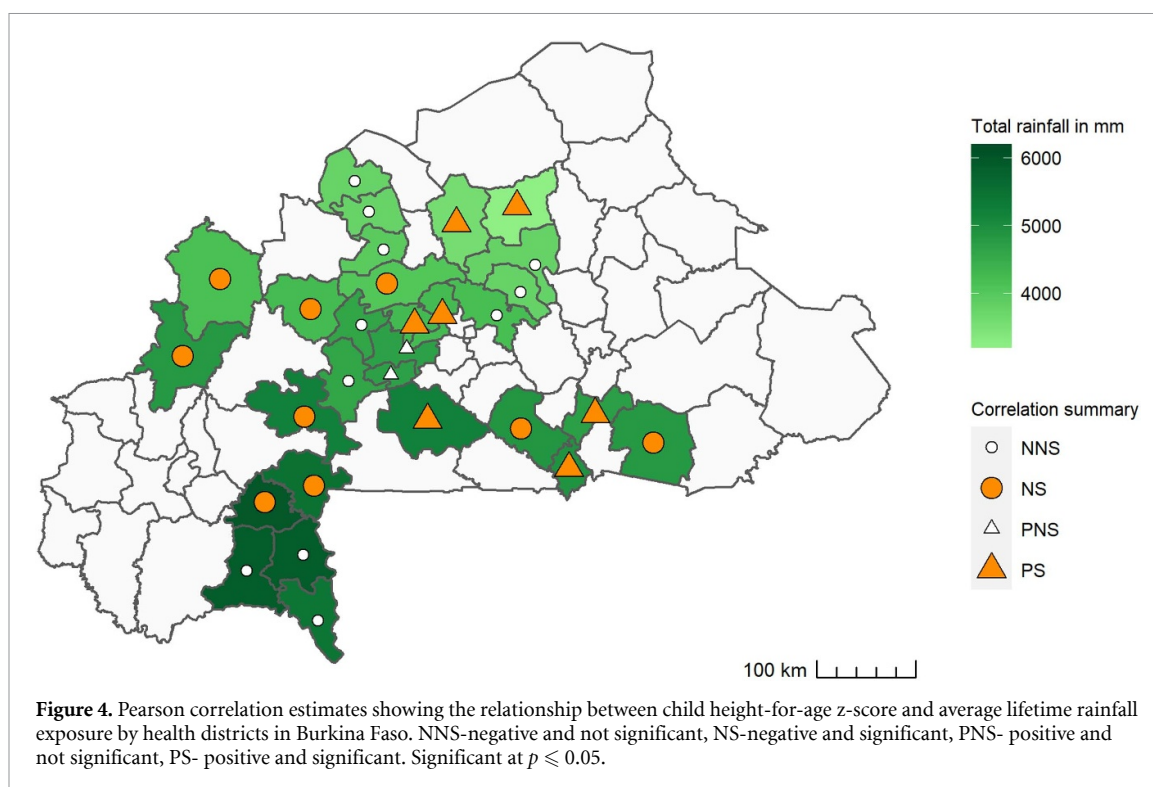 Total rainfall in mm
6000
5000
4000
Correlation summary
NNS
NS
PNS
PS
100 km
Figure 4. Pearson correlation estimates showing the relationship between child height-for-age z-score and average lifetime rainfall
exposure by health districts in Burkina Faso. NNS-negative and not significant, NS-negative and significant, PNS- positive and
not significant, PS- positive and significant. Significant at p ⩽ 0.05.